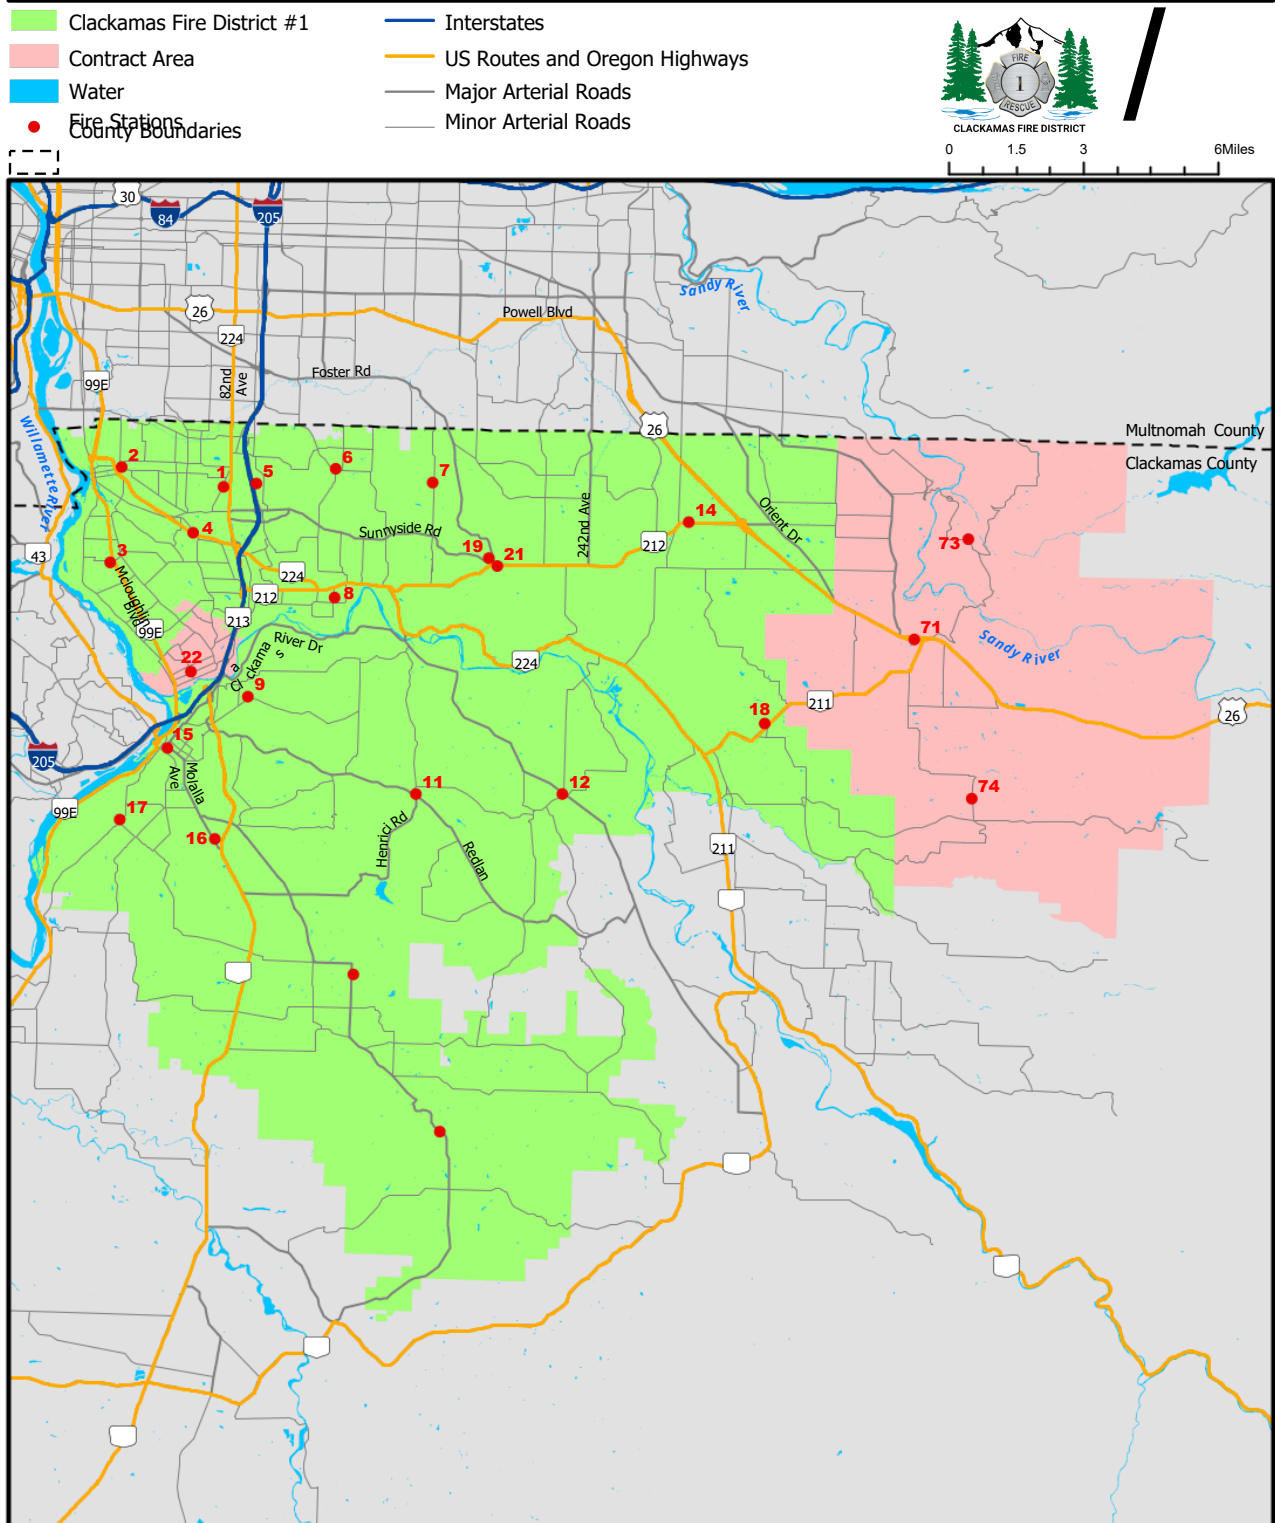 Clackamas Fire District #1
Contract Area
Water
Fire Stations
County Boundaries
Interstates
US Routes and Oregon Highways
Major Arterial Roads
Minor Arterial Roads
FIRE
1
RESCUE
CLACKAMAS FIRE DISTRICT
0 1.5 3 6Miles
30
84
205
Sandy River
26
Powell Blvd
224
82nd Ave
Foster Rd
99E
Willamette River
26
Multnomah County
Clackamas County
2
1
5
6
7
14
Orient Dr
242nd Ave
Sunnyside Rd
4
212
73
43
3
19
21
224
212
8
Mcloughlin Blvd
99E
213
River Dr
Clackamas
71
Sandy River
22
224
9
18
211
26
15
205
Molalla Ave
11
12
74
99E
17
16
Henrici Rd
Redlan
211